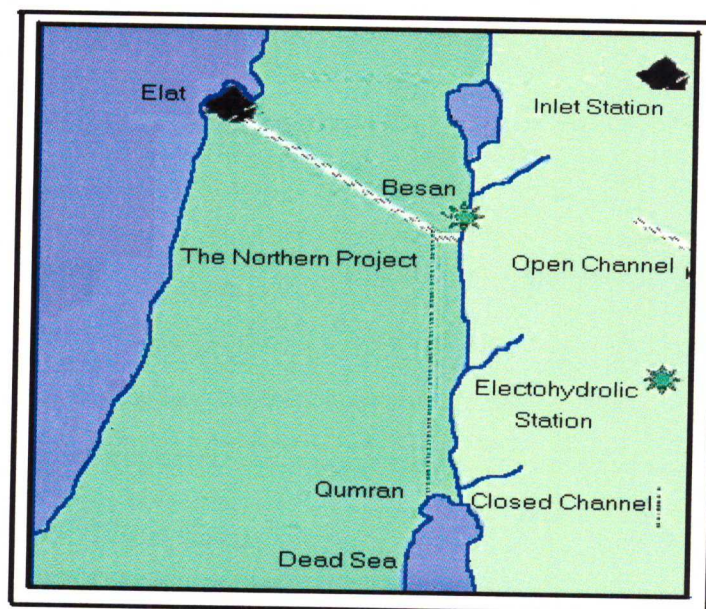 Elat
Inlet Station
Besan
The Northern Project
Open Channel
Electohydrolic
Station
Qumran
Closed Channel
Dead Sea